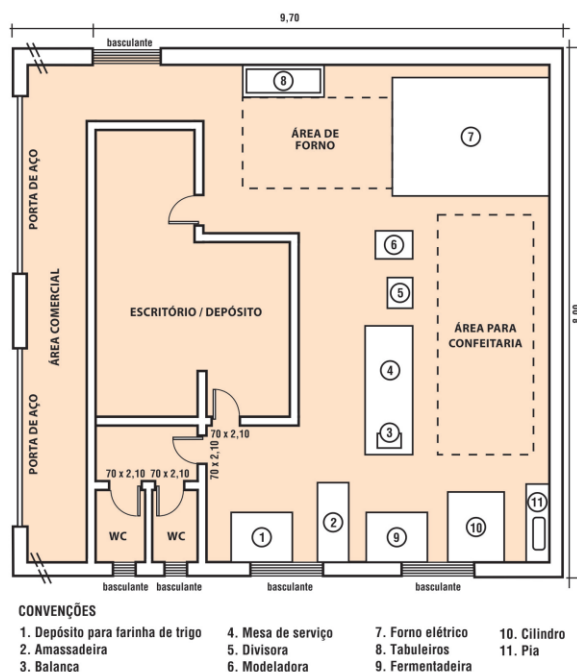 9,70
basculante
8
ÁREA DE
FORNO
7
PORTA DE AÇO
6
5
ESCRITÓRIO / DEPÓSITO
ÁREA PARA
CONFEITARIA
8,00
ÁREA COMERCIAL
4
3
PORTA DE AÇO
70 x 2,10
70 x 2,10
70 x 2,10
70 x 2,10
WC
WC
1
2
9
10
11
basculante
basculante
basculante
basculante
CONVENÇÕES
1. Depósito para farinha de trigo
2. Amassadeira
3. Balança
4. Mesa de serviço
5. Divisora
6. Modeladora
7. Forno elétrico
8. Tabuleiros
9. Fermentadeira
10. Cilindro
11. Pia